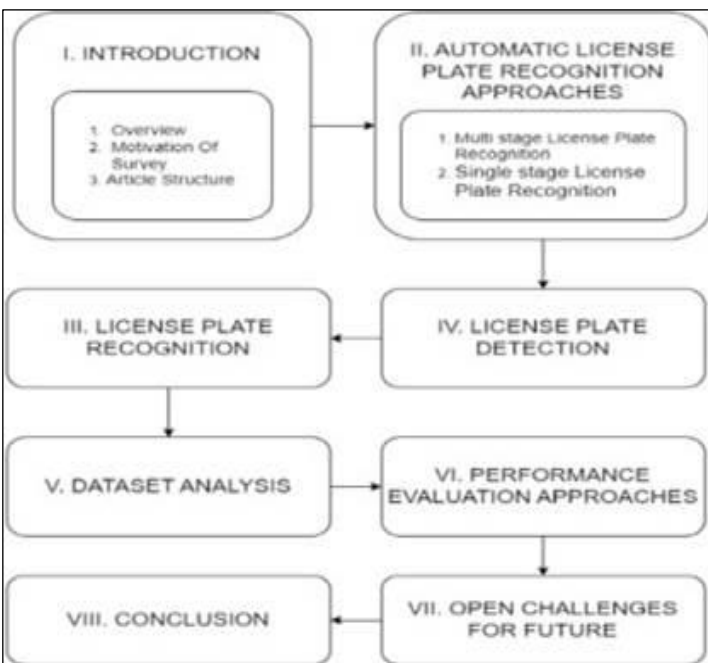 I. INTRODUCTION
1. Overview
2. Motivation Of
Survey
3. Article Structure
II. AUTOMATIC LICENSE
PLATE RECOGNITION
APPROACHES
1. Multi stage License Plate
Recognition
2. Single stage License
Plate Recognition
III. LICENSE PLATE
RECOGNITION
IV. LICENSE PLATE
DETECTION
V. DATASET ANALYSIS
VI. PERFORMANCE
EVALUATION APPROACHES
VIII. CONCLUSION
VII. OPEN CHALLENGES
FOR FUTURE